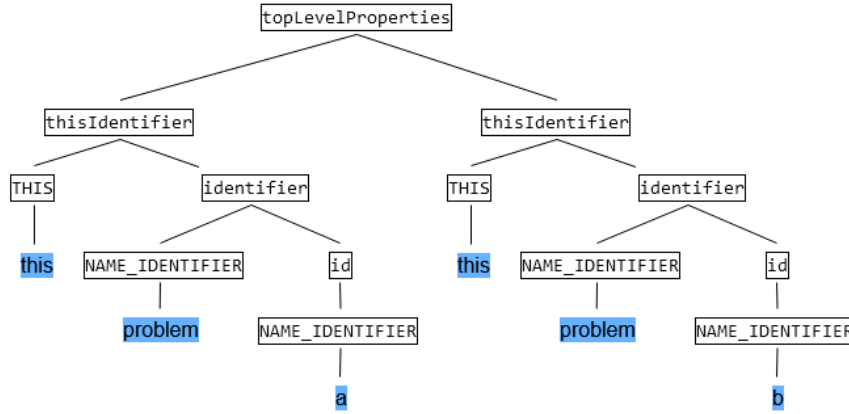 topLevelProperties
thisIdentifier thisIdentifier
THIS identifier THIS identifier
this NAME_IDENTIFIER id this NAME_IDENTIFIER id
problem NAME_IDENTIFIER problem NAME_IDENTIFIER
a b